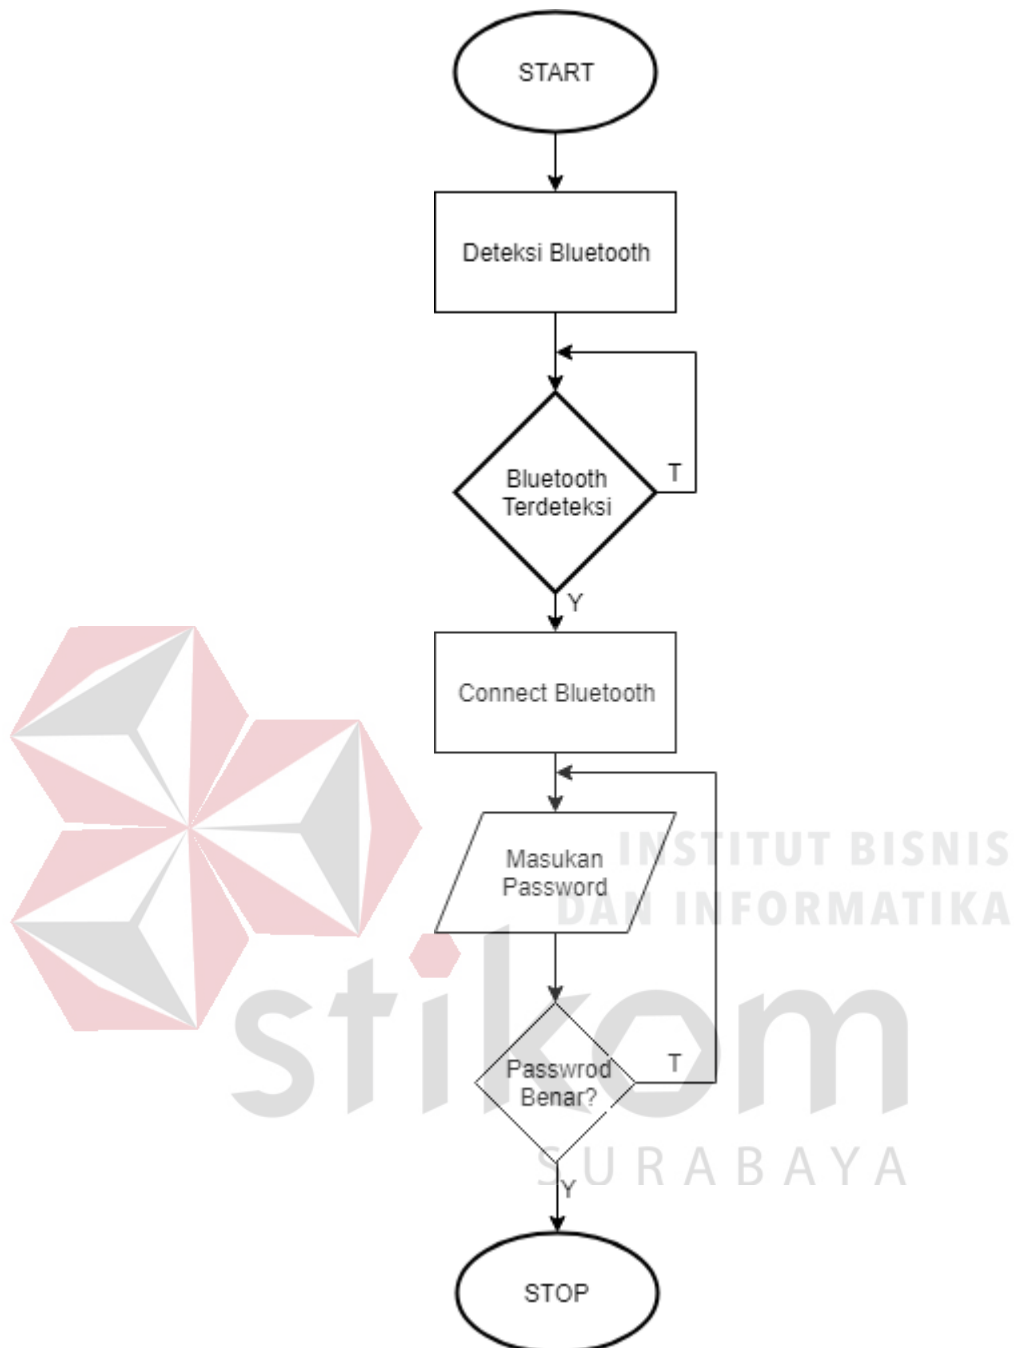 START
Deteksi Bluetooth
Bluetooth
Terdeteksi
T
Y
Connect Bluetooth
Masukan
Password
INSTITUT BISNIS
DAN INFORMATIKA
stikom
Passwrod
Benar?
T
SURABAYA
Y
STOP